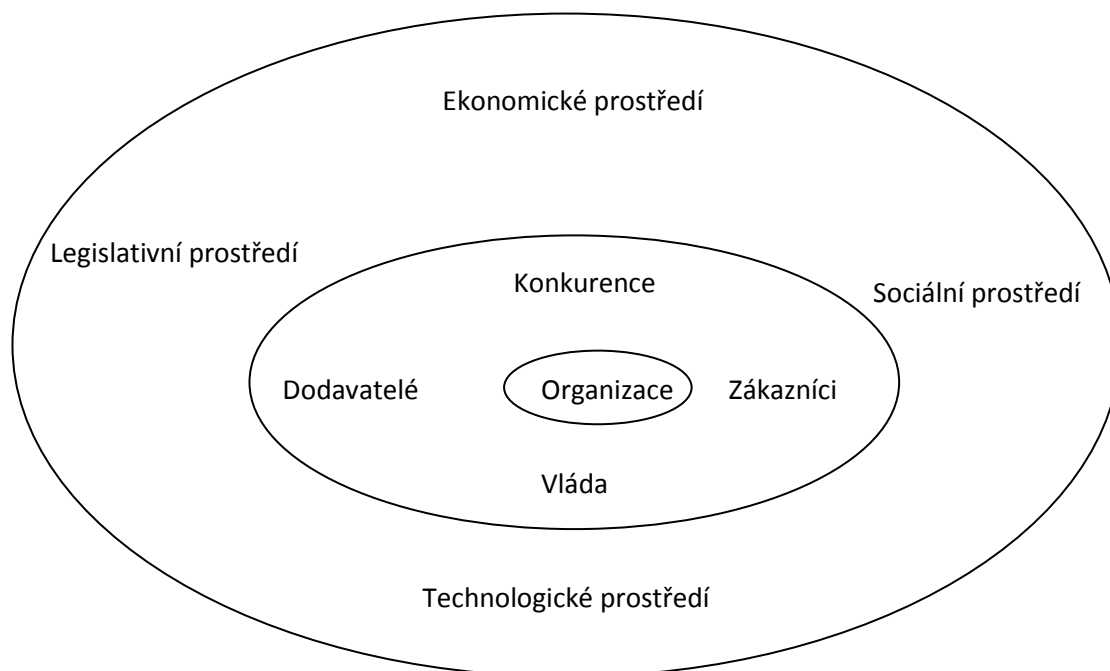 Ekonomické prostředí
Legislativní prostředí
Konkurence
Sociální prostředí
Dodavatelé
Organizace
Zákazníci
Vláda
Technologické prostředí